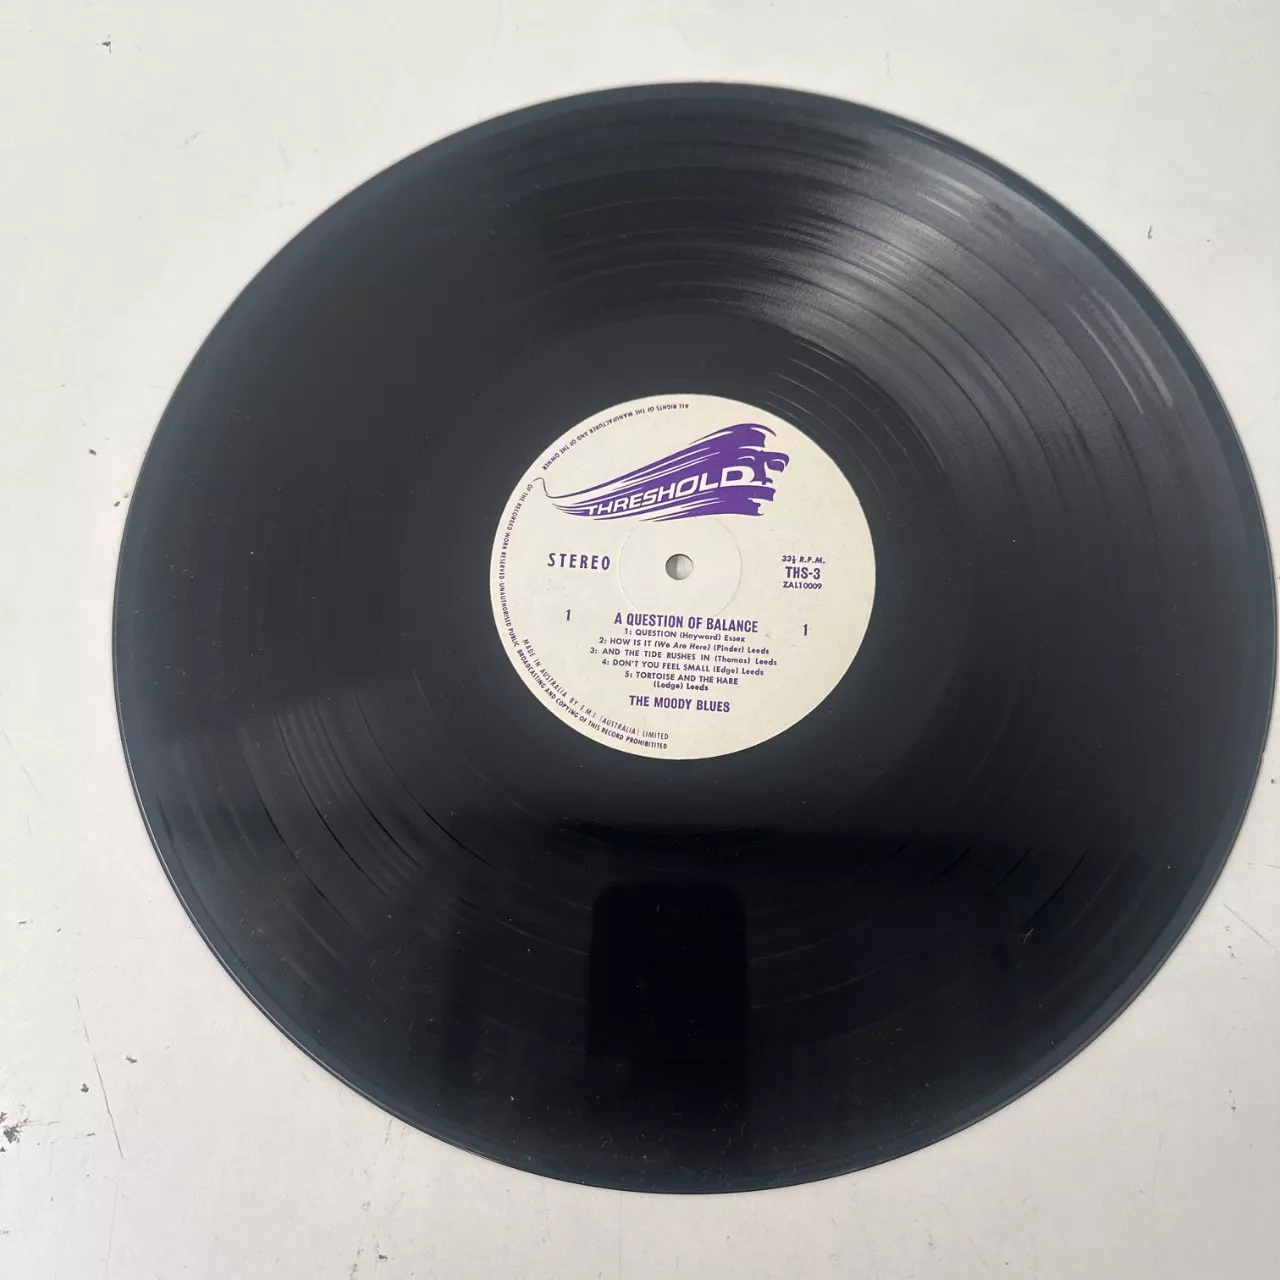 THRESHOLD
STEREO
33⅓ R.P.M.
THS-3
ZAL10009
1
1
A QUESTION OF BALANCE
1: QUESTION (Hayward) Essex
2: HOW IS IT (We Are Here) (Pinder) Leeds
3: AND THE TIDE RUSHES IN (Thomas) Leeds
4: DON'T YOU FEEL SMALL (Edge) Leeds
5: TORTOISE AND THE HARE
(Lodge) Leeds
THE MOODY BLUES
MADE IN AUSTRALIA BY E.M.I. (AUSTRALIA) LIMITED
ALL RIGHTS OF THE MANUFACTURER AND OF THE OWNER OF THE RECORDED WORK RESERVED-UNAUTHORISED PUBLIC BROADCASTING AND COPYING OF THIS RECORD PROHIBITITED